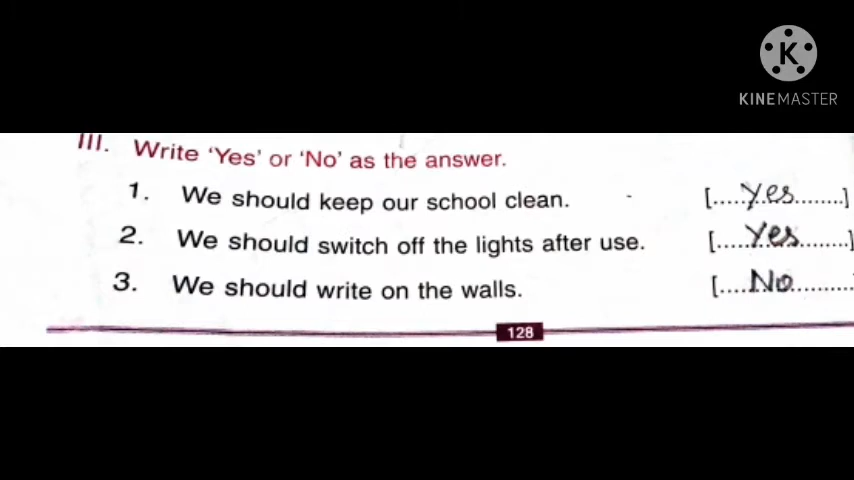 K
KINEMASTER
III. Write ‘Yes’ or ‘No’ as the answer.
1. We should keep our school clean. [....Yes........]
2. We should switch off the lights after use. [....Yes........]
3. We should write on the walls. [....No...........
128